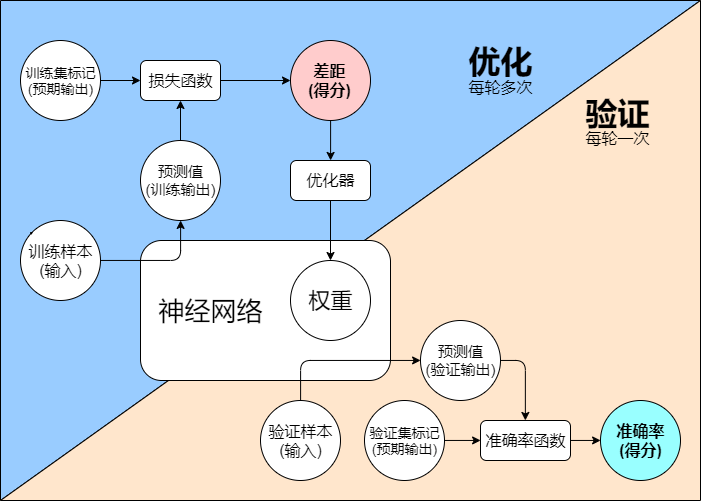 优化
每轮多次
验证
每轮一次
训练集标记
(预期输出)
损失函数
差距
(得分)
预测值
(训练输出)
优化器
训练样本
(输入)
神经网络
权重
预测值
(验证输出)
验证样本
(输入)
验证集标记
(预期输出)
准确率函数
准确率
(得分)